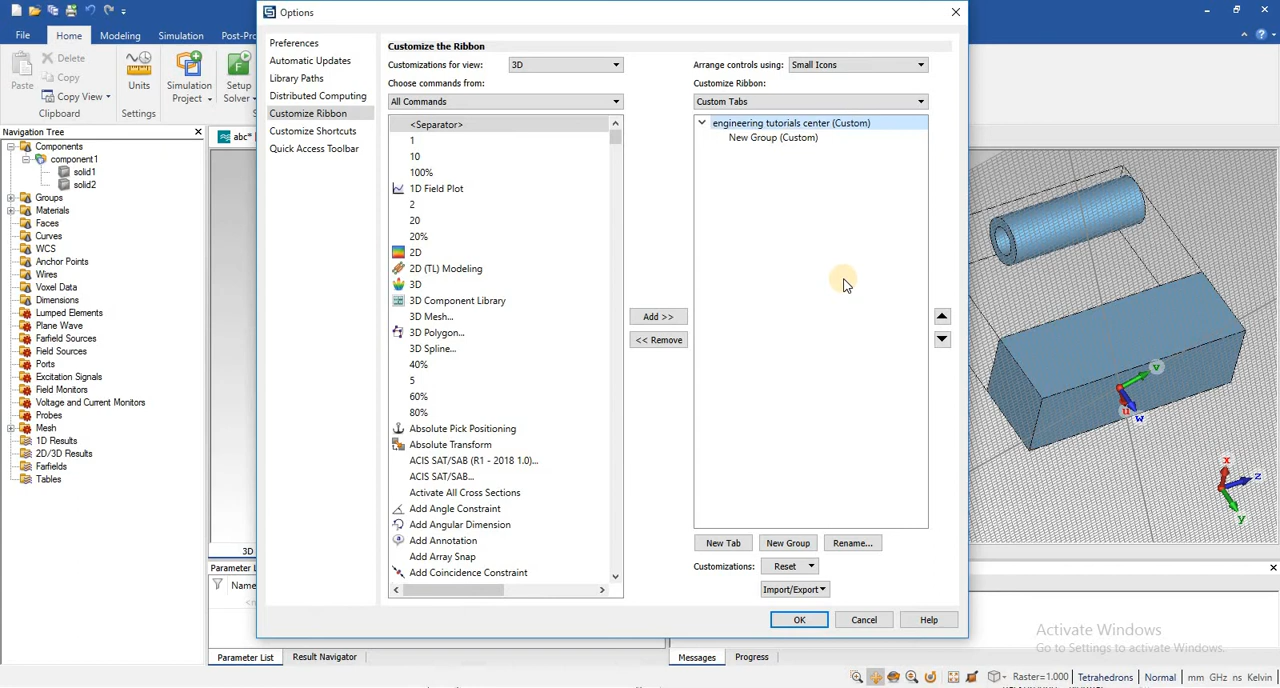 Options
File Home Modeling Simulation Post-Pro
Paste
Delete
Copy
Copy View
Clipboard
Units
Settings
Simulation
Project
Setup
Solver
Navigation Tree
abc*
Components
component1
solid1
solid2
Groups
Materials
Faces
Curves
WCS
Anchor Points
Wires
Voxel Data
Dimensions
Lumped Elements
Plane Wave
Farfield Sources
Field Sources
Ports
Excitation Signals
Field Monitors
Voltage and Current Monitors
Probes
Mesh
1D Results
2D/3D Results
Farfields
Tables
Preferences
Automatic Updates
Library Paths
Distributed Computing
Customize Ribbon
Customize Shortcuts
Quick Access Toolbar
Customize the Ribbon
Customizations for view: 3D
Choose commands from:
All Commands
<Separator>
1
10
100%
1D Field Plot
2
20
20%
2D
2D (TL) Modeling
3D
3D Component Library
3D Mesh...
3D Polygon...
3D Spline...
40%
5
60%
80%
Absolute Pick Positioning
Absolute Transform
ACIS SAT/SAB (R1 - 2018 1.0)...
ACIS SAT/SAB...
Activate All Cross Sections
Add Angle Constraint
Add Angular Dimension
Add Annotation
Add Array Snap
Add Coincidence Constraint
Add >>
<< Remove
Arrange controls using: Small Icons
Customize Ribbon:
Custom Tabs
engineering tutorials center (Custom)
New Group (Custom)
New Tab New Group Rename...
Customizations: Reset
Import/Export
OK Cancel Help
v
u
w
x
z
y
3D
Parameter L
Name
Parameter List Result Navigator
Messages Progress
Activate Windows
Go to Settings to activate Windows.
Raster=1.000 Tetrahedrons Normal mm GHz ns Kelvin